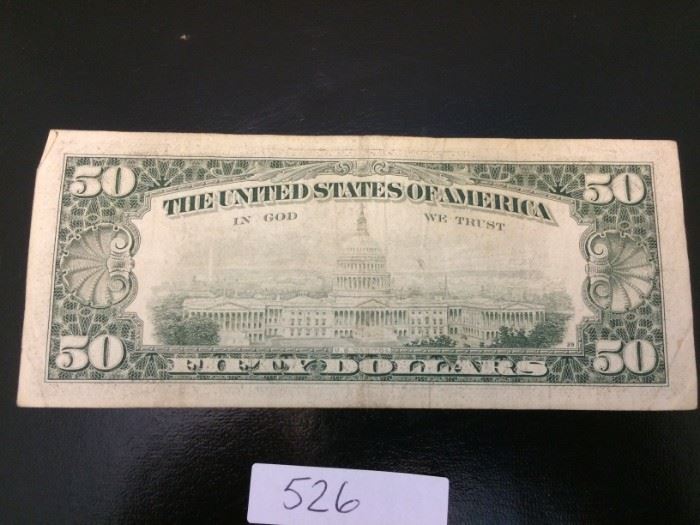 50 THE UNITED STATES OF AMERICA 50
IN GOD WE TRUST
50 FIFTY DOLLARS 50
526